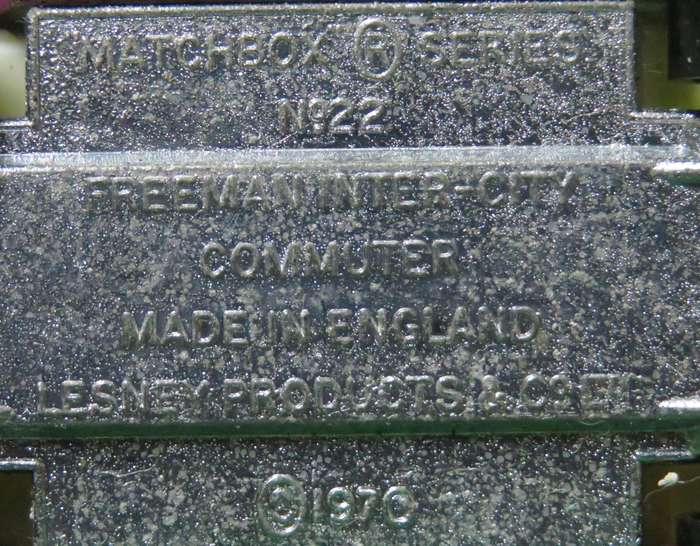 MATCHBOX ® SERIES
Nº22
FREEMAN INTER-CITY
COMMUTER
MADE IN ENGLAND
LESNEY PRODUCTS & Cº LTD
© 1970